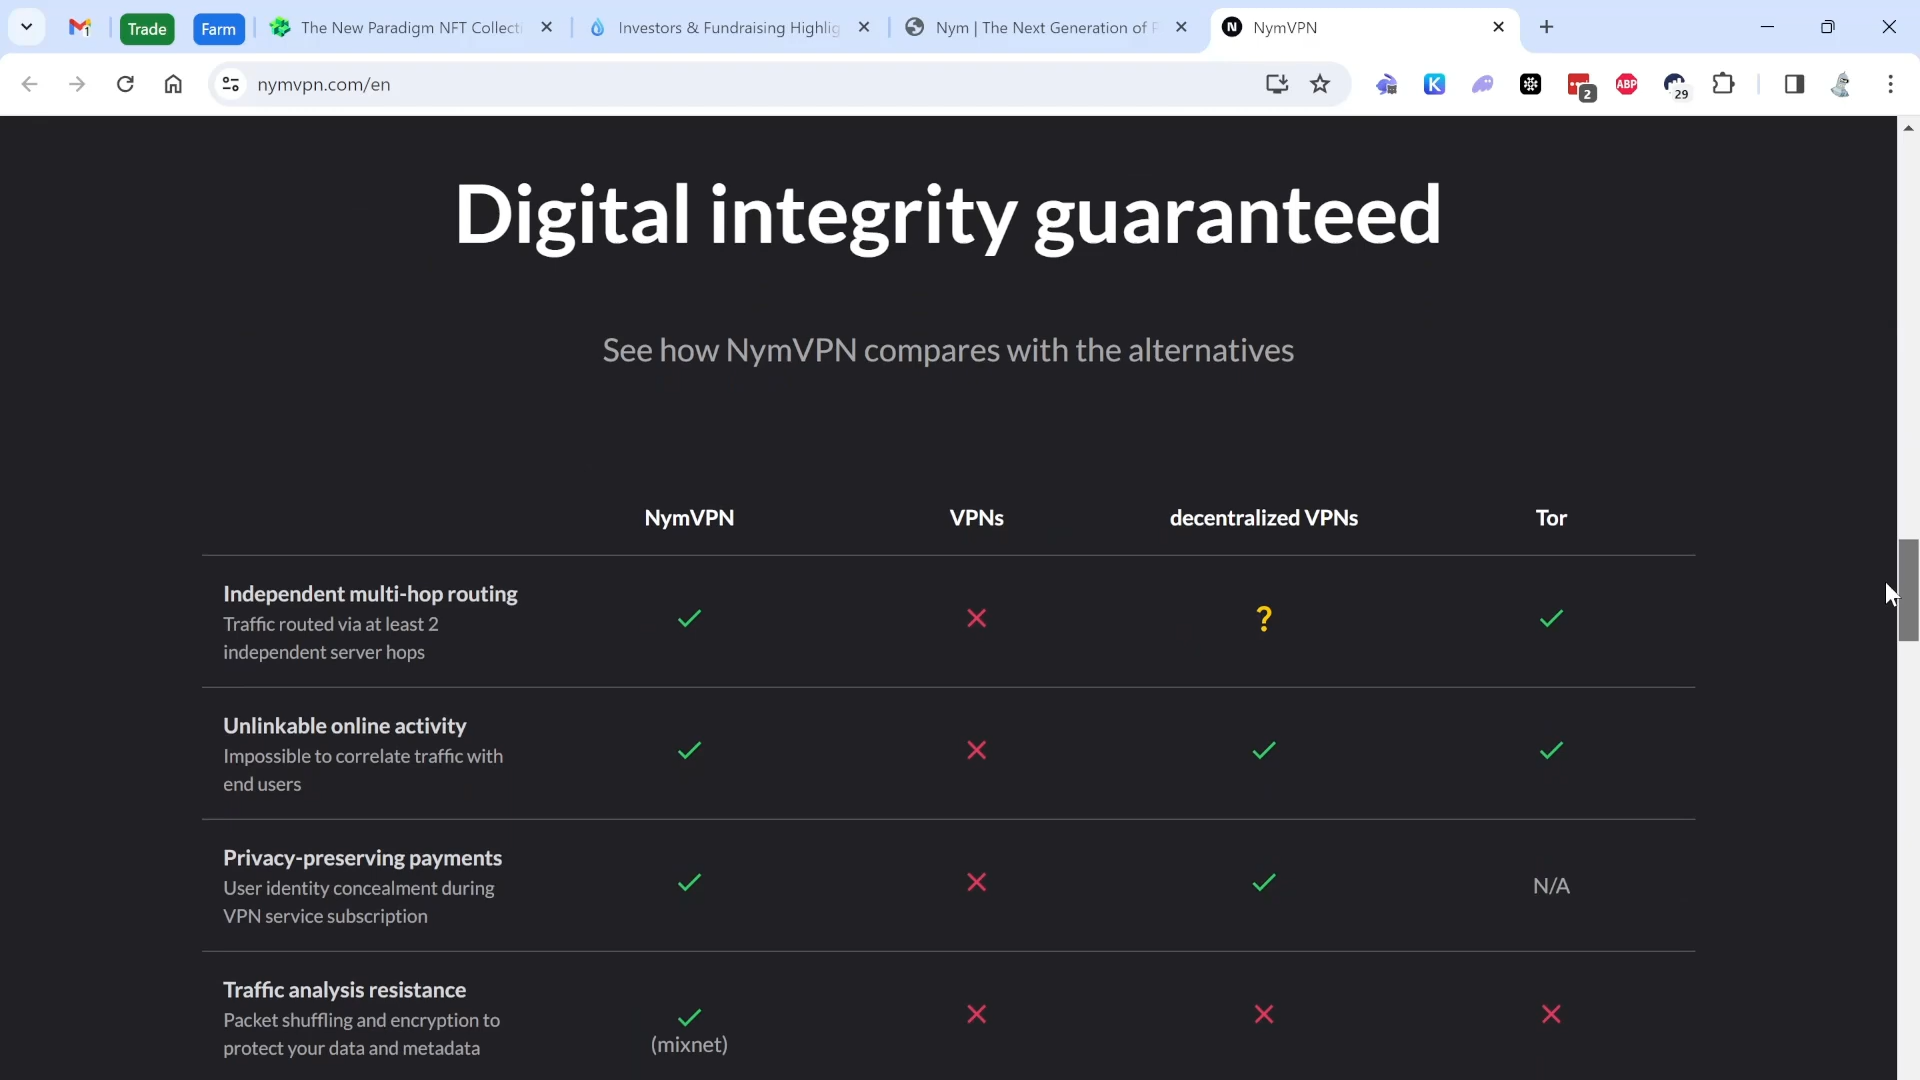 Trade
Farm
The New Paradigm NFT Collecti
Investors & Fundraising Highlig
Nym | The Next Generation of P
NymVPN
nymvpn.com/en
K
2
ABP
29
Digital integrity guaranteed
See how NymVPN compares with the alternatives
NymVPN VPNs decentralized VPNs Tor
Independent multi-hop routing
Traffic routed via at least 2
independent server hops
?
Unlinkable online activity
Impossible to correlate traffic with
end users
Privacy-preserving payments
User identity concealment during
VPN service subscription
N/A
Traffic analysis resistance
Packet shuffling and encryption to
protect your data and metadata
(mixnet)